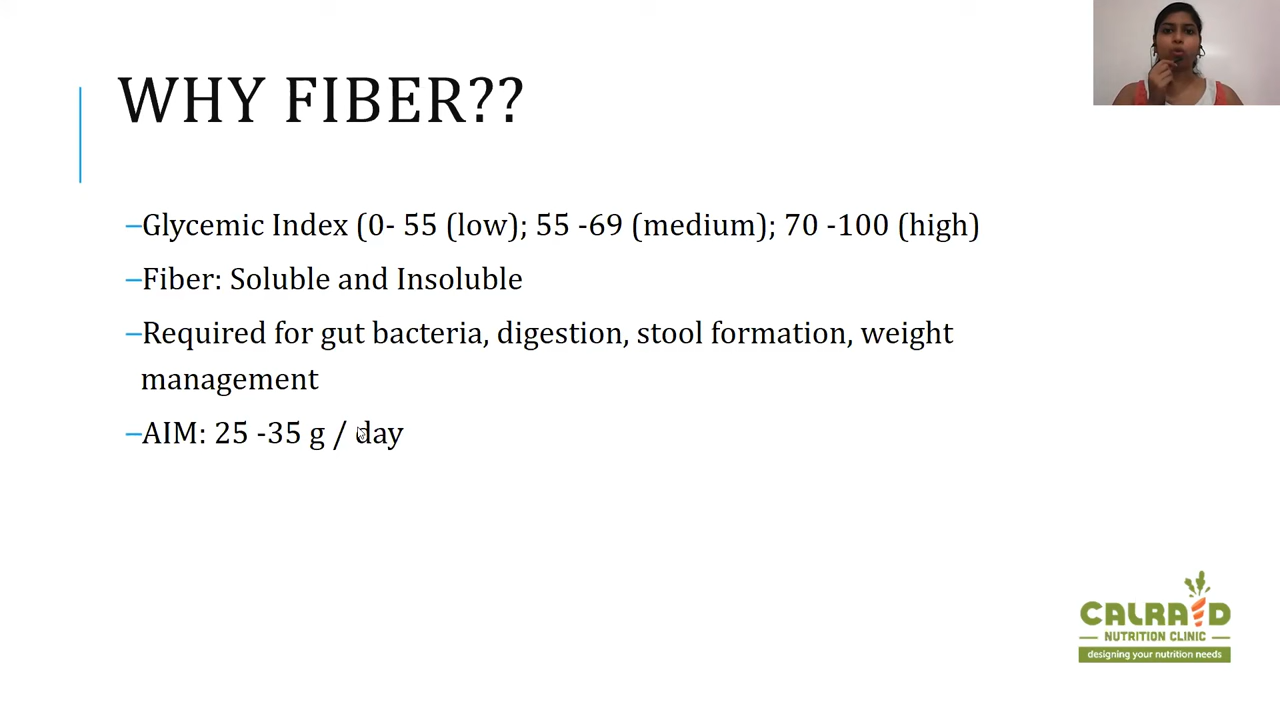 WHY FIBER??
–Glycemic Index (0- 55 (low); 55 -69 (medium); 70 -100 (high)
–Fiber: Soluble and Insoluble
–Required for gut bacteria, digestion, stool formation, weight
management
–AIM: 25 -35 g / day
CALRAID
NUTRITION CLINIC
designing your nutrition needs